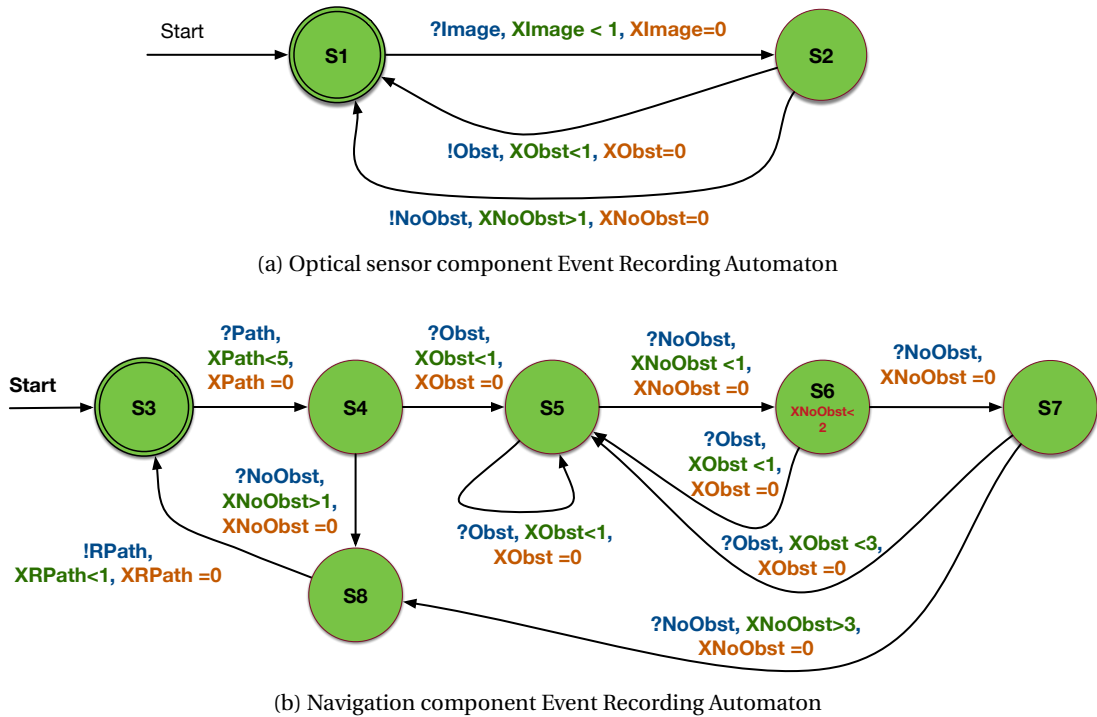 Start
S1
?Image, XImage < 1, XImage=0
S2
!Obst, XObst<1, XObst=0
!NoObst, XNoObst>1, XNoObst=0
(a) Optical sensor component Event Recording Automaton
Start
S3
?Path,
XPath<5,
XPath =0
S4
?Obst,
XObst<1,
XObst =0
S5
?NoObst,
XNoObst <1,
XNoObst =0
S6
XNoObst<
2
?NoObst,
XNoObst =0
S7
?NoObst,
XNoObst>1,
XNoObst =0
?Obst,
XObst <1,
XObst =0
?Obst, XObst<1,
XObst =0
?Obst, XObst <3,
XObst =0
!RPath,
XRPath<1, XRPath =0
S8
?NoObst, XNoObst>3,
XNoObst =0
(b) Navigation component Event Recording Automaton